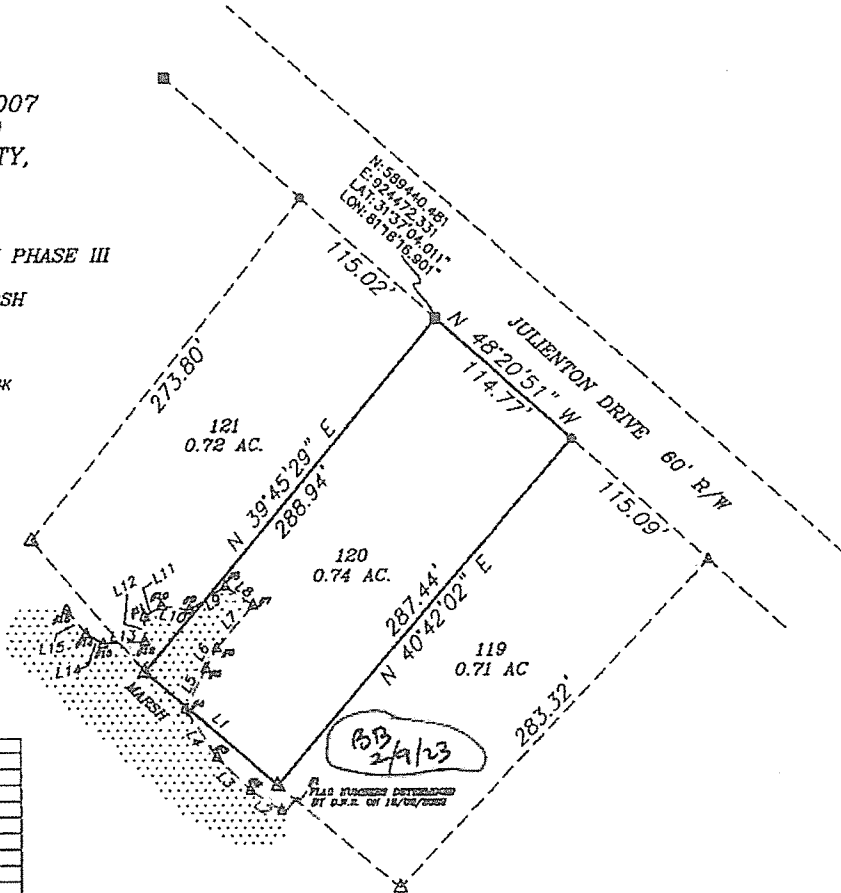 007
TY,
PHASE III
SH
SK
N: 589440.481
E: 924472.331
LAT: 31°37'04.011"
LON: 81°18'16.901"
115.02'
N 48°20'51" W
114.77'
JULIENTON DRIVE 60' R/W
115.09'
273.80'
121
0.72 AC.
N 39°45'29" E
288.94'
120
0.74 AC.
287.44'
N 40°42'02" E
119
0.71 AC
283.32'
L12
L11
L10
L9
L8
L7
L13
L15
L14
L6
L5
MARSH
L1
L4
L3
L2
BB
2/9/23
FLAG NUMBERS DETERMINED
BY D.N.R. ON